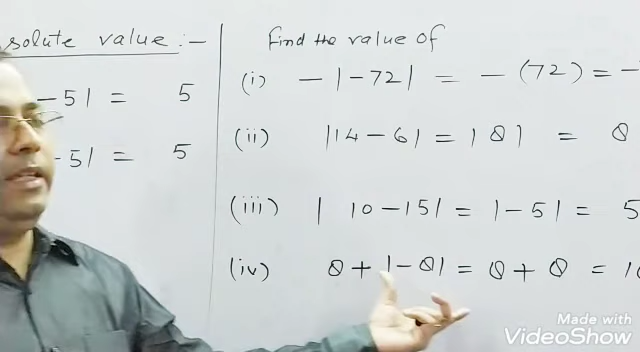 solute value :-
-5| = 5
-5| = 5
Find the value of
(i) - |-72| = - (72) = -
(ii) |14-6| = |8| = 8
(iii) | 10-15| = |-5| = 5
(iv) 8 + |-8| = 8 + 8 = 1
Made with
VideoShow